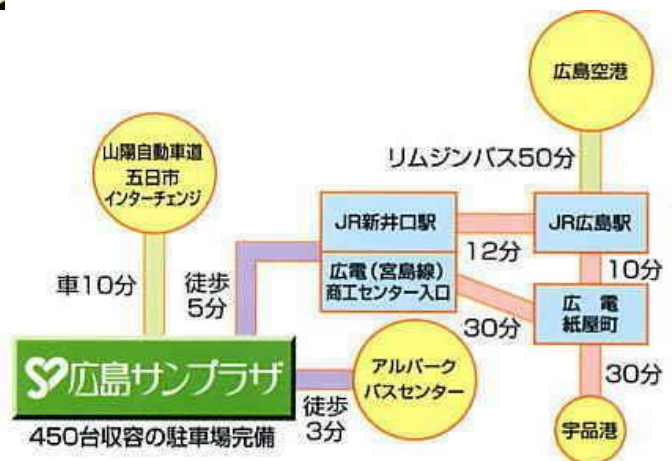 広島空港
山陽自動車道
五日市
インターチェンジ
リムジンバス50分
JR新井口駅
JR広島駅
12分
10分
車10分
徒歩
5分
広電(宮島線)
商工センター入口
広電
紙屋町
30分
30分
広島サンプラザ
アルパーク
バスセンター
徒歩
3分
宇品港
450台収容の駐車場完備